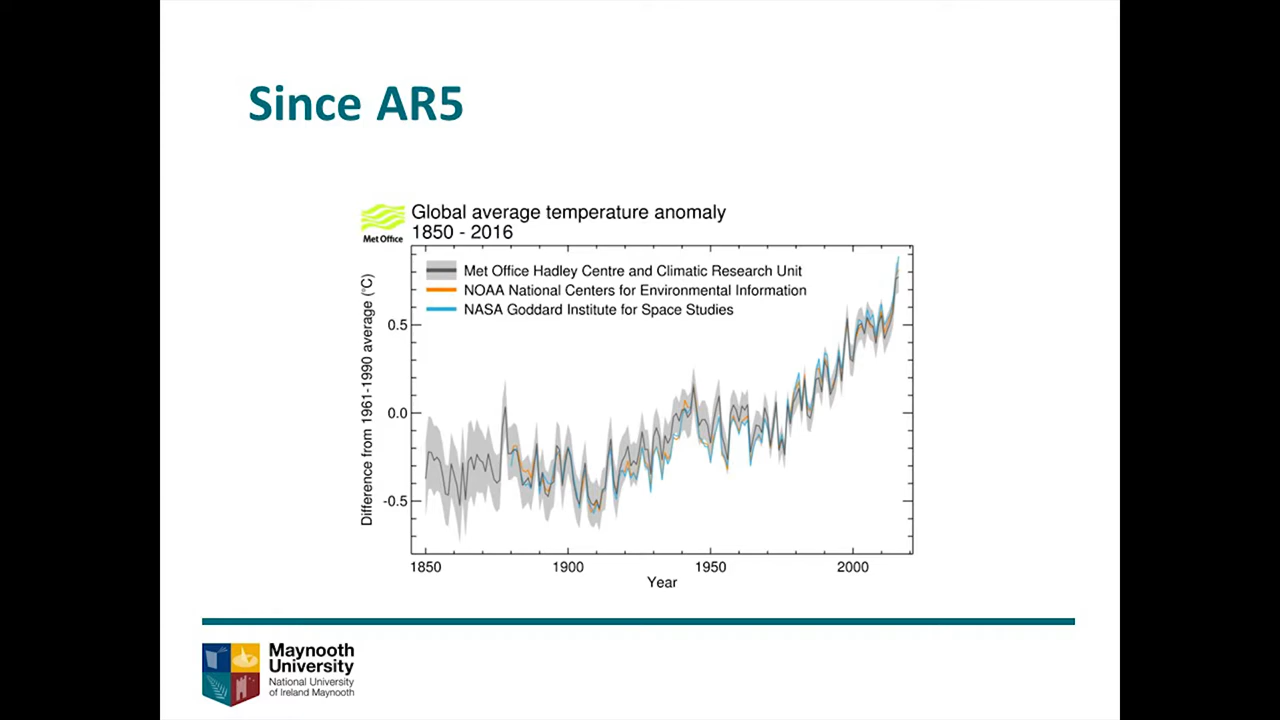 Since AR5
Met Office
Global average temperature anomaly
1850 - 2016
Met Office Hadley Centre and Climatic Research Unit
NOAA National Centers for Environmental Information
NASA Goddard Institute for Space Studies
Difference from 1961-1990 average (°C)
0.5
0.0
-0.5
1850
1900
1950
2000
Year
Maynooth
University
National University
of Ireland Maynooth